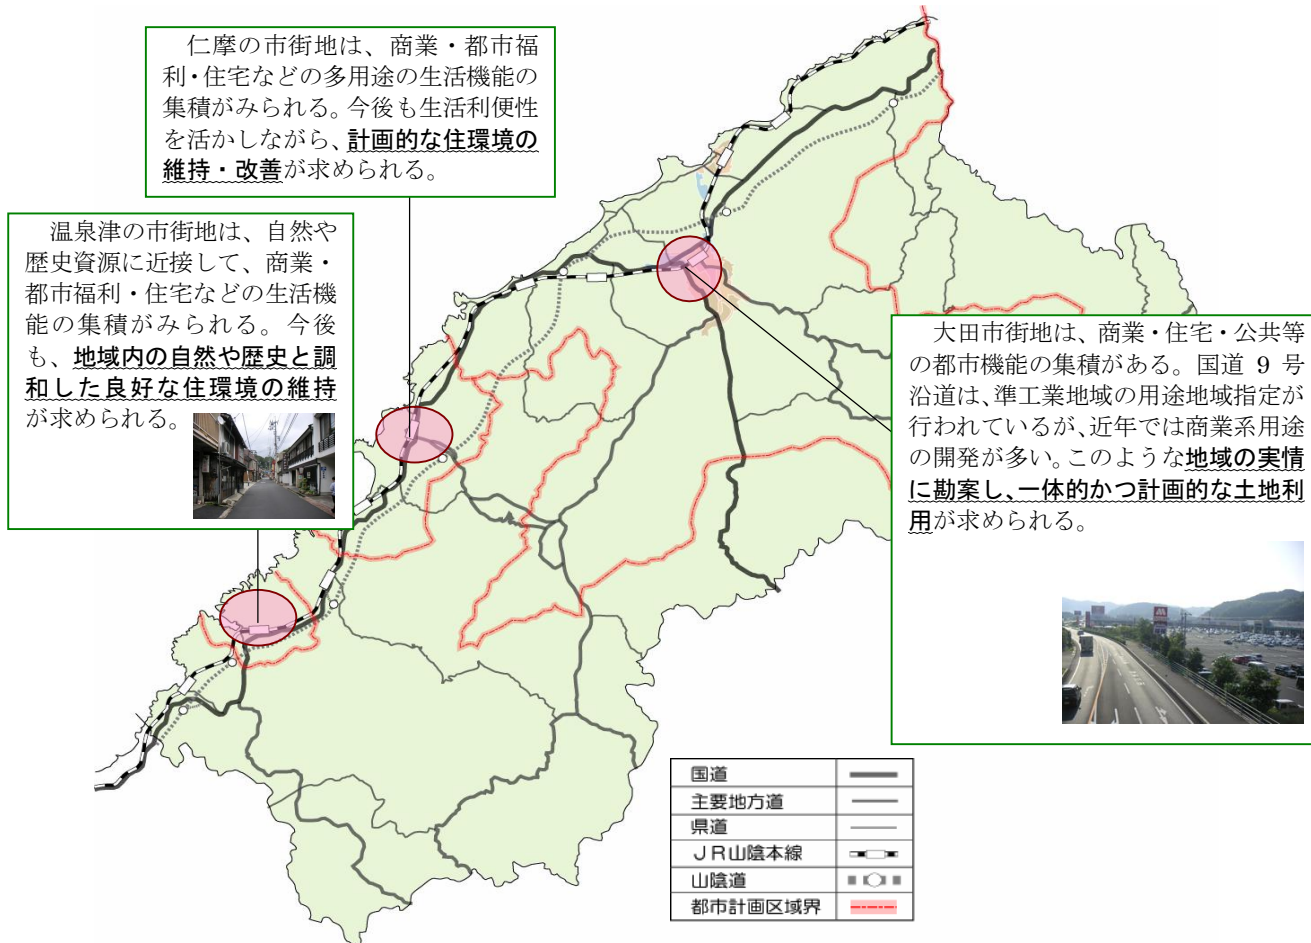 仁摩の市街地は、商業・都市福
利・住宅などの多用途の生活機能の
集積がみられる。今後も生活利便性
を活かしながら、計画的な住環境の
維持・改善が求められる。
温泉津の市街地は、自然や
歴史資源に近接して、商業・
都市福利・住宅などの生活機
能の集積がみられる。今後
も、地域内の自然や歴史と調
和した良好な住環境の維持
が求められる。
大田市街地は、商業・住宅・公共等
の都市機能の集積がある。国道 9 号
沿道は、準工業地域の用途地域指定が
行われているが、近年では商業系用途
の開発が多い。このような地域の実情
に勘案し、一体的かつ計画的な土地利
用が求められる。
国道
主要地方道
県道
JR山陰本線
山陰道
都市計画区域界